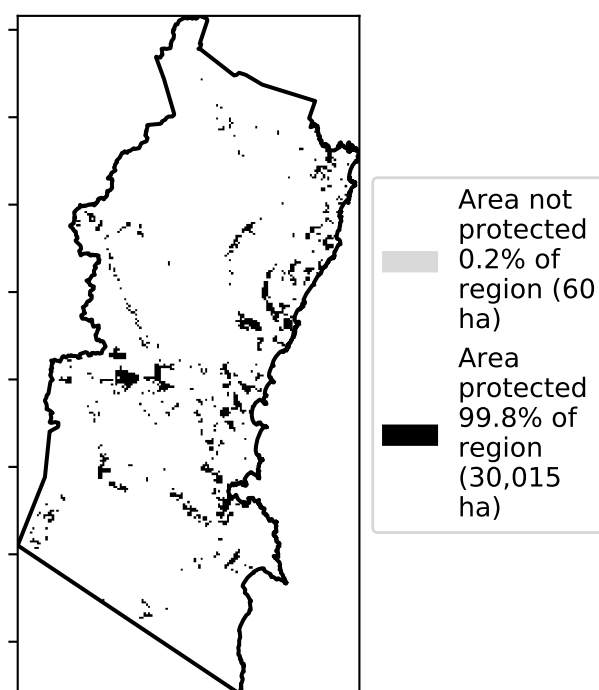 Area not
protected
0.2% of
region (60
ha)
Area
protected
99.8% of
region
(30,015
ha)